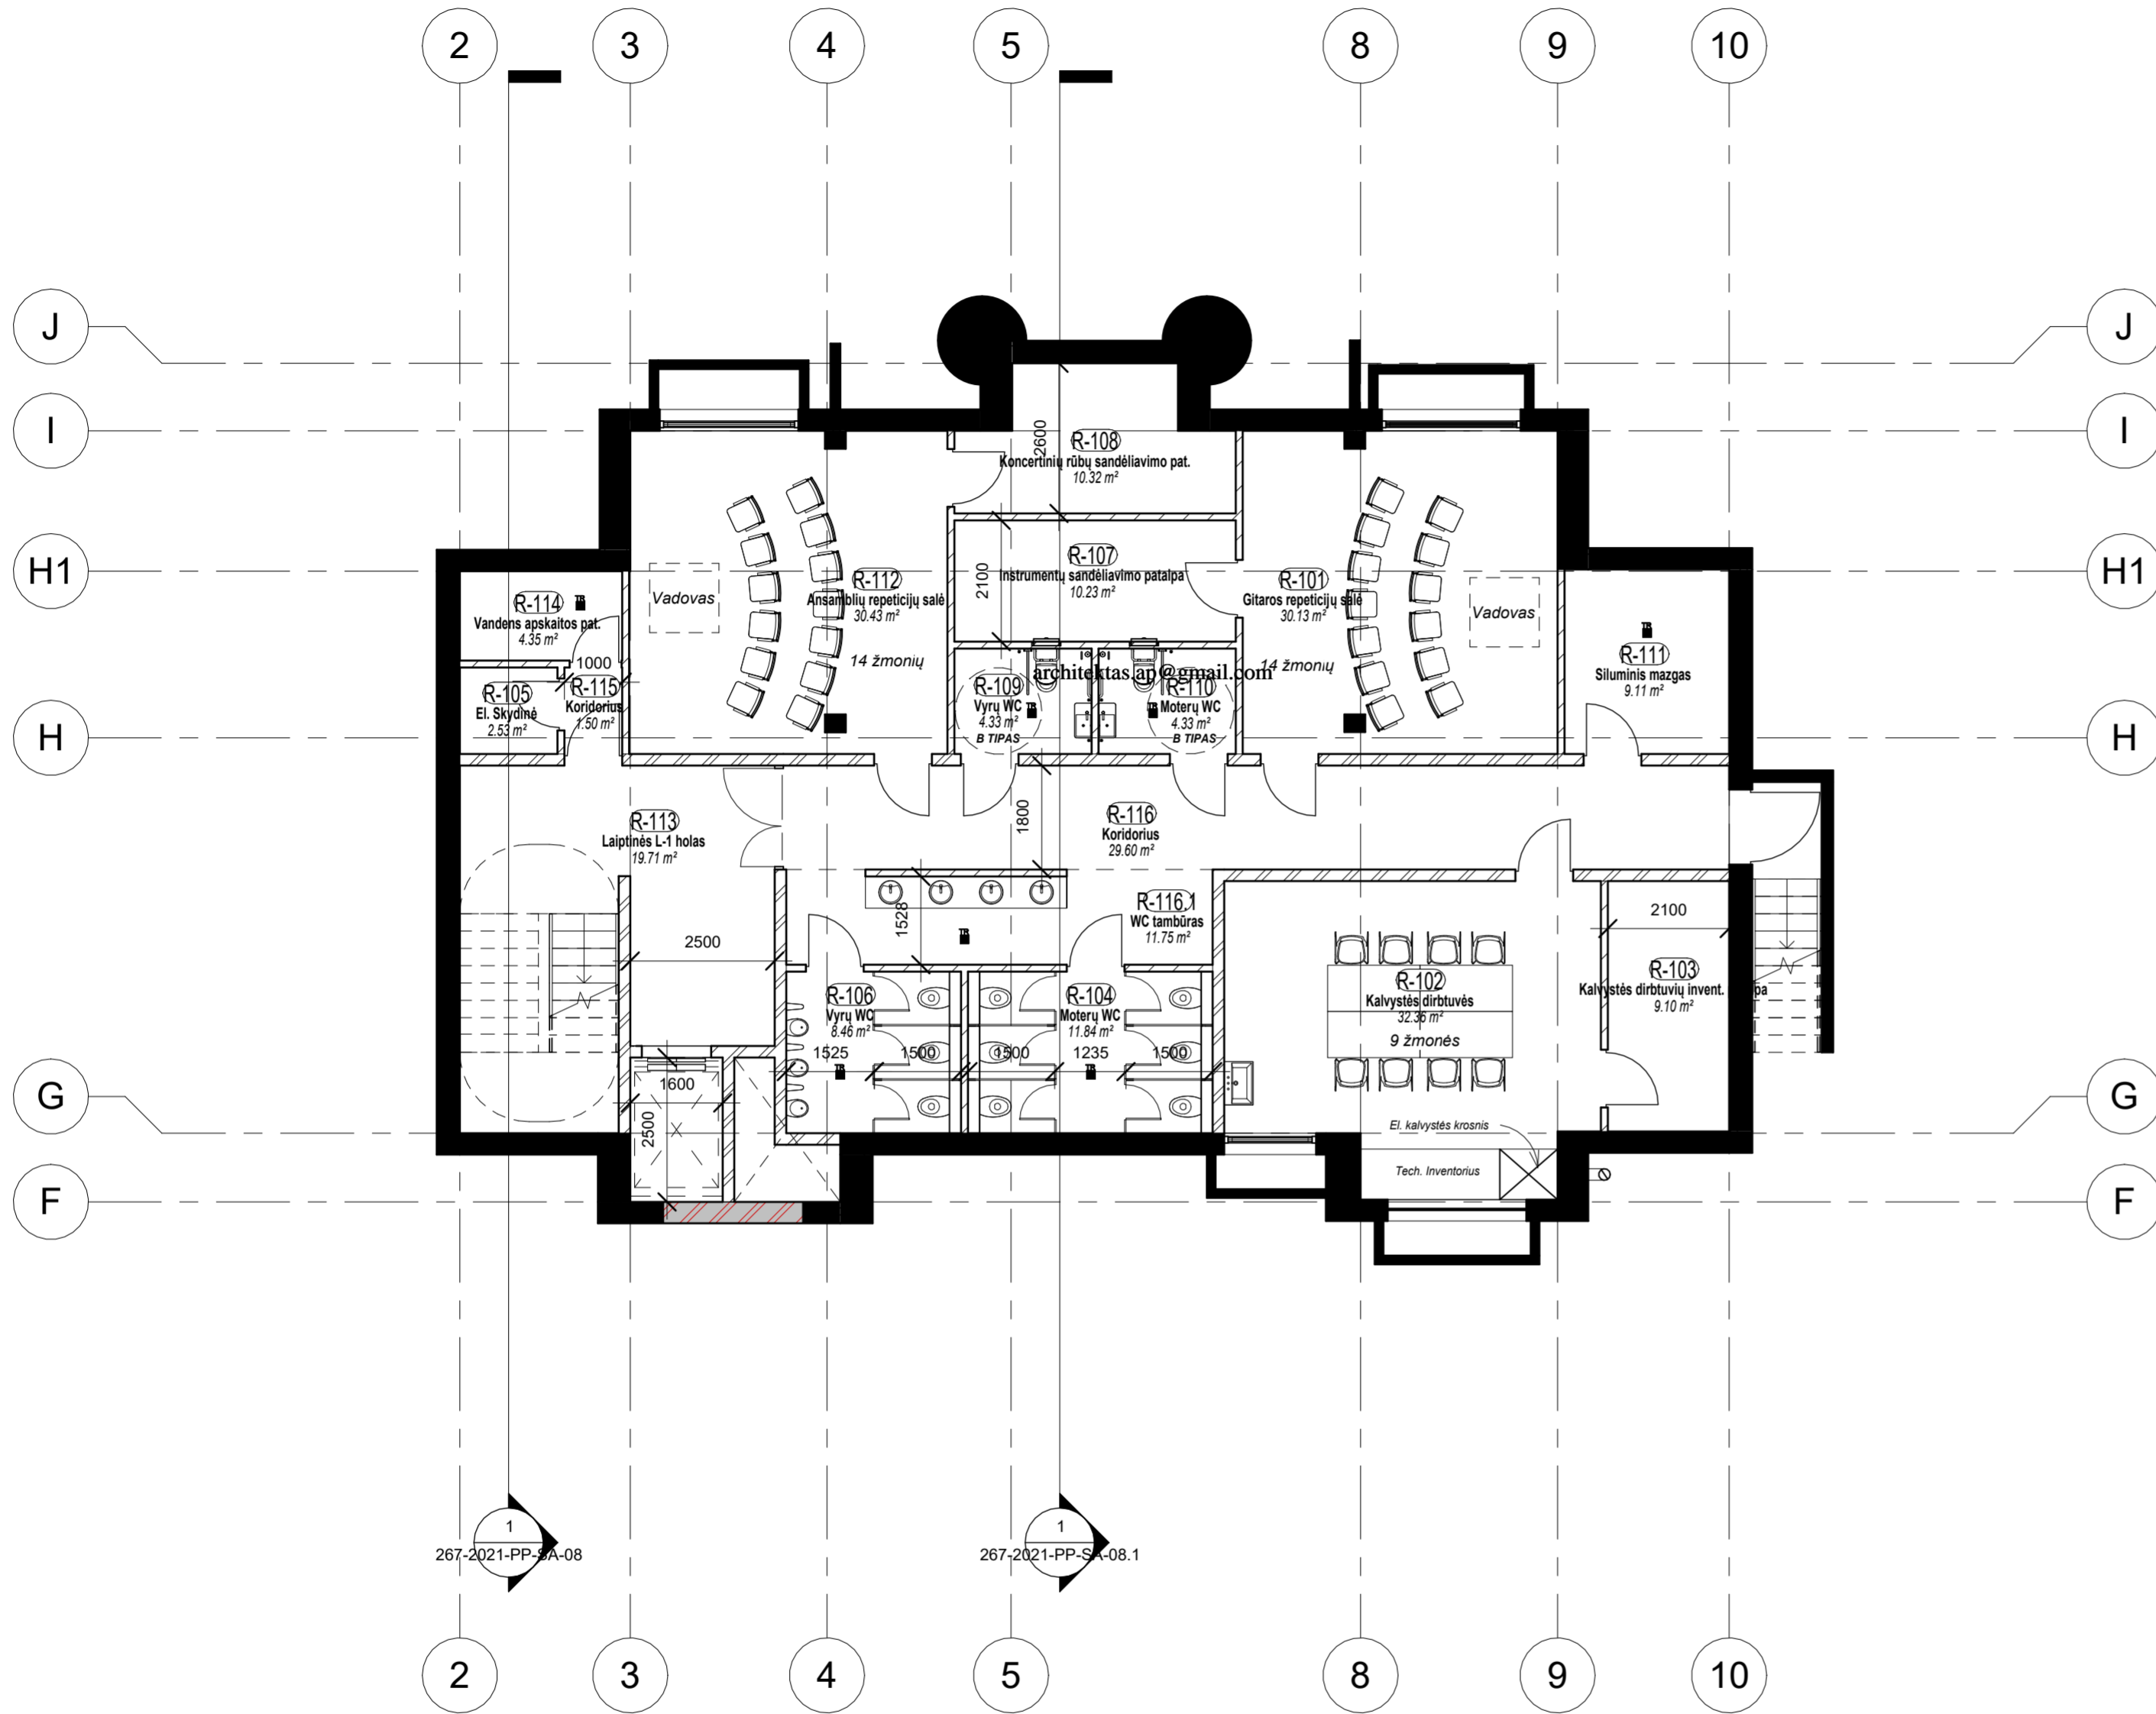 2 3 4 5 8 9 10
J J
I I
H1 H1
H H
G G
F F
2600
R-108
Koncertinių rūbų sandėliavimo pat.
10.32 m²
2100
R-107
Instrumentų sandėliavimo patalpa
10.23 m²
R-112
Ansamblių repeticijų salė
30.43 m²
14 žmonių
Vadovas
R-101
Gitaros repeticijų salė
30.13 m²
14 žmonių
Vadovas
R-114
Vandens apskaitos pat.
4.35 m²
1000
R-105
El. Skydinė
2.53 m²
R-115
Koridorius
1.50 m²
architektas.ap@gmail.com
R-109
Vyrų WC
4.33 m²
B TIPAS
R-110
Moterų WC
4.33 m²
B TIPAS
R-111
Siluminis mazgas
9.11 m²
R-113
Laiptinės L-1 holas
19.71 m²
1800
R-116
Koridorius
29.60 m²
1528
R-116.1
WC tambūras
11.75 m²
2500
2100
R-106
Vyrų WC
8.46 m²
1525 1500
R-104
Moterų WC
11.84 m²
1500 1235 1500
R-102
Kalvystės dirbtuvės
32.36 m²
9 žmonės
R-103
Kalvystės dirbtuvių invent.
9.10 m²
1600
2500
El. kalvystės krosnis
Tech. Inventorius
1
267-2021-PP-SA-08
1
267-2021-PP-SA-08.1
2 3 4 5 8 9 10